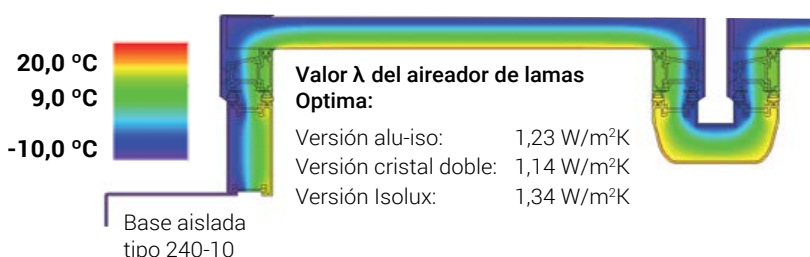 20,0 ºC
9,0 ºC
-10,0 ºC
Valor λ del aireador de lamas
Optima:
Versión alu-iso: 1,23 W/m²K
Versión cristal doble: 1,14 W/m²K
Versión Isolux: 1,34 W/m²K
Base aislada
tipo 240-10